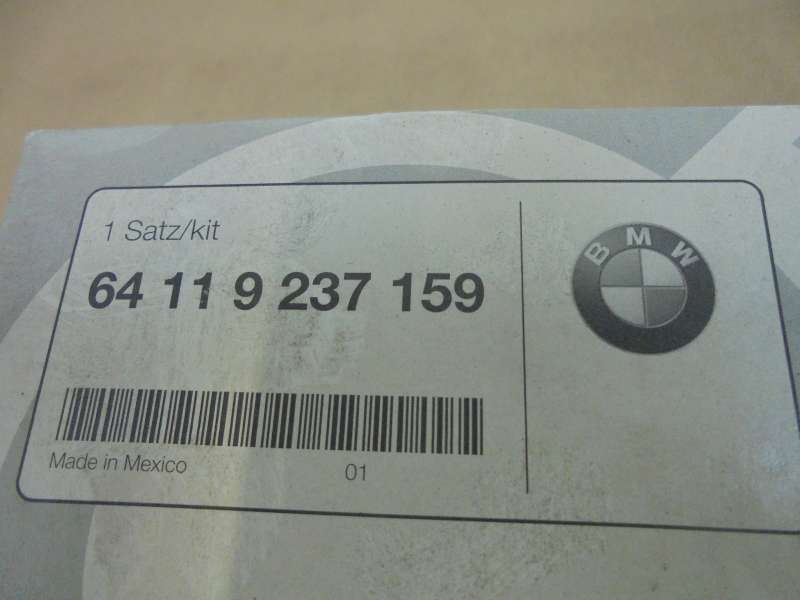 1 Satz/kit
64 11 9 237 159
BMW
Made in Mexico
01